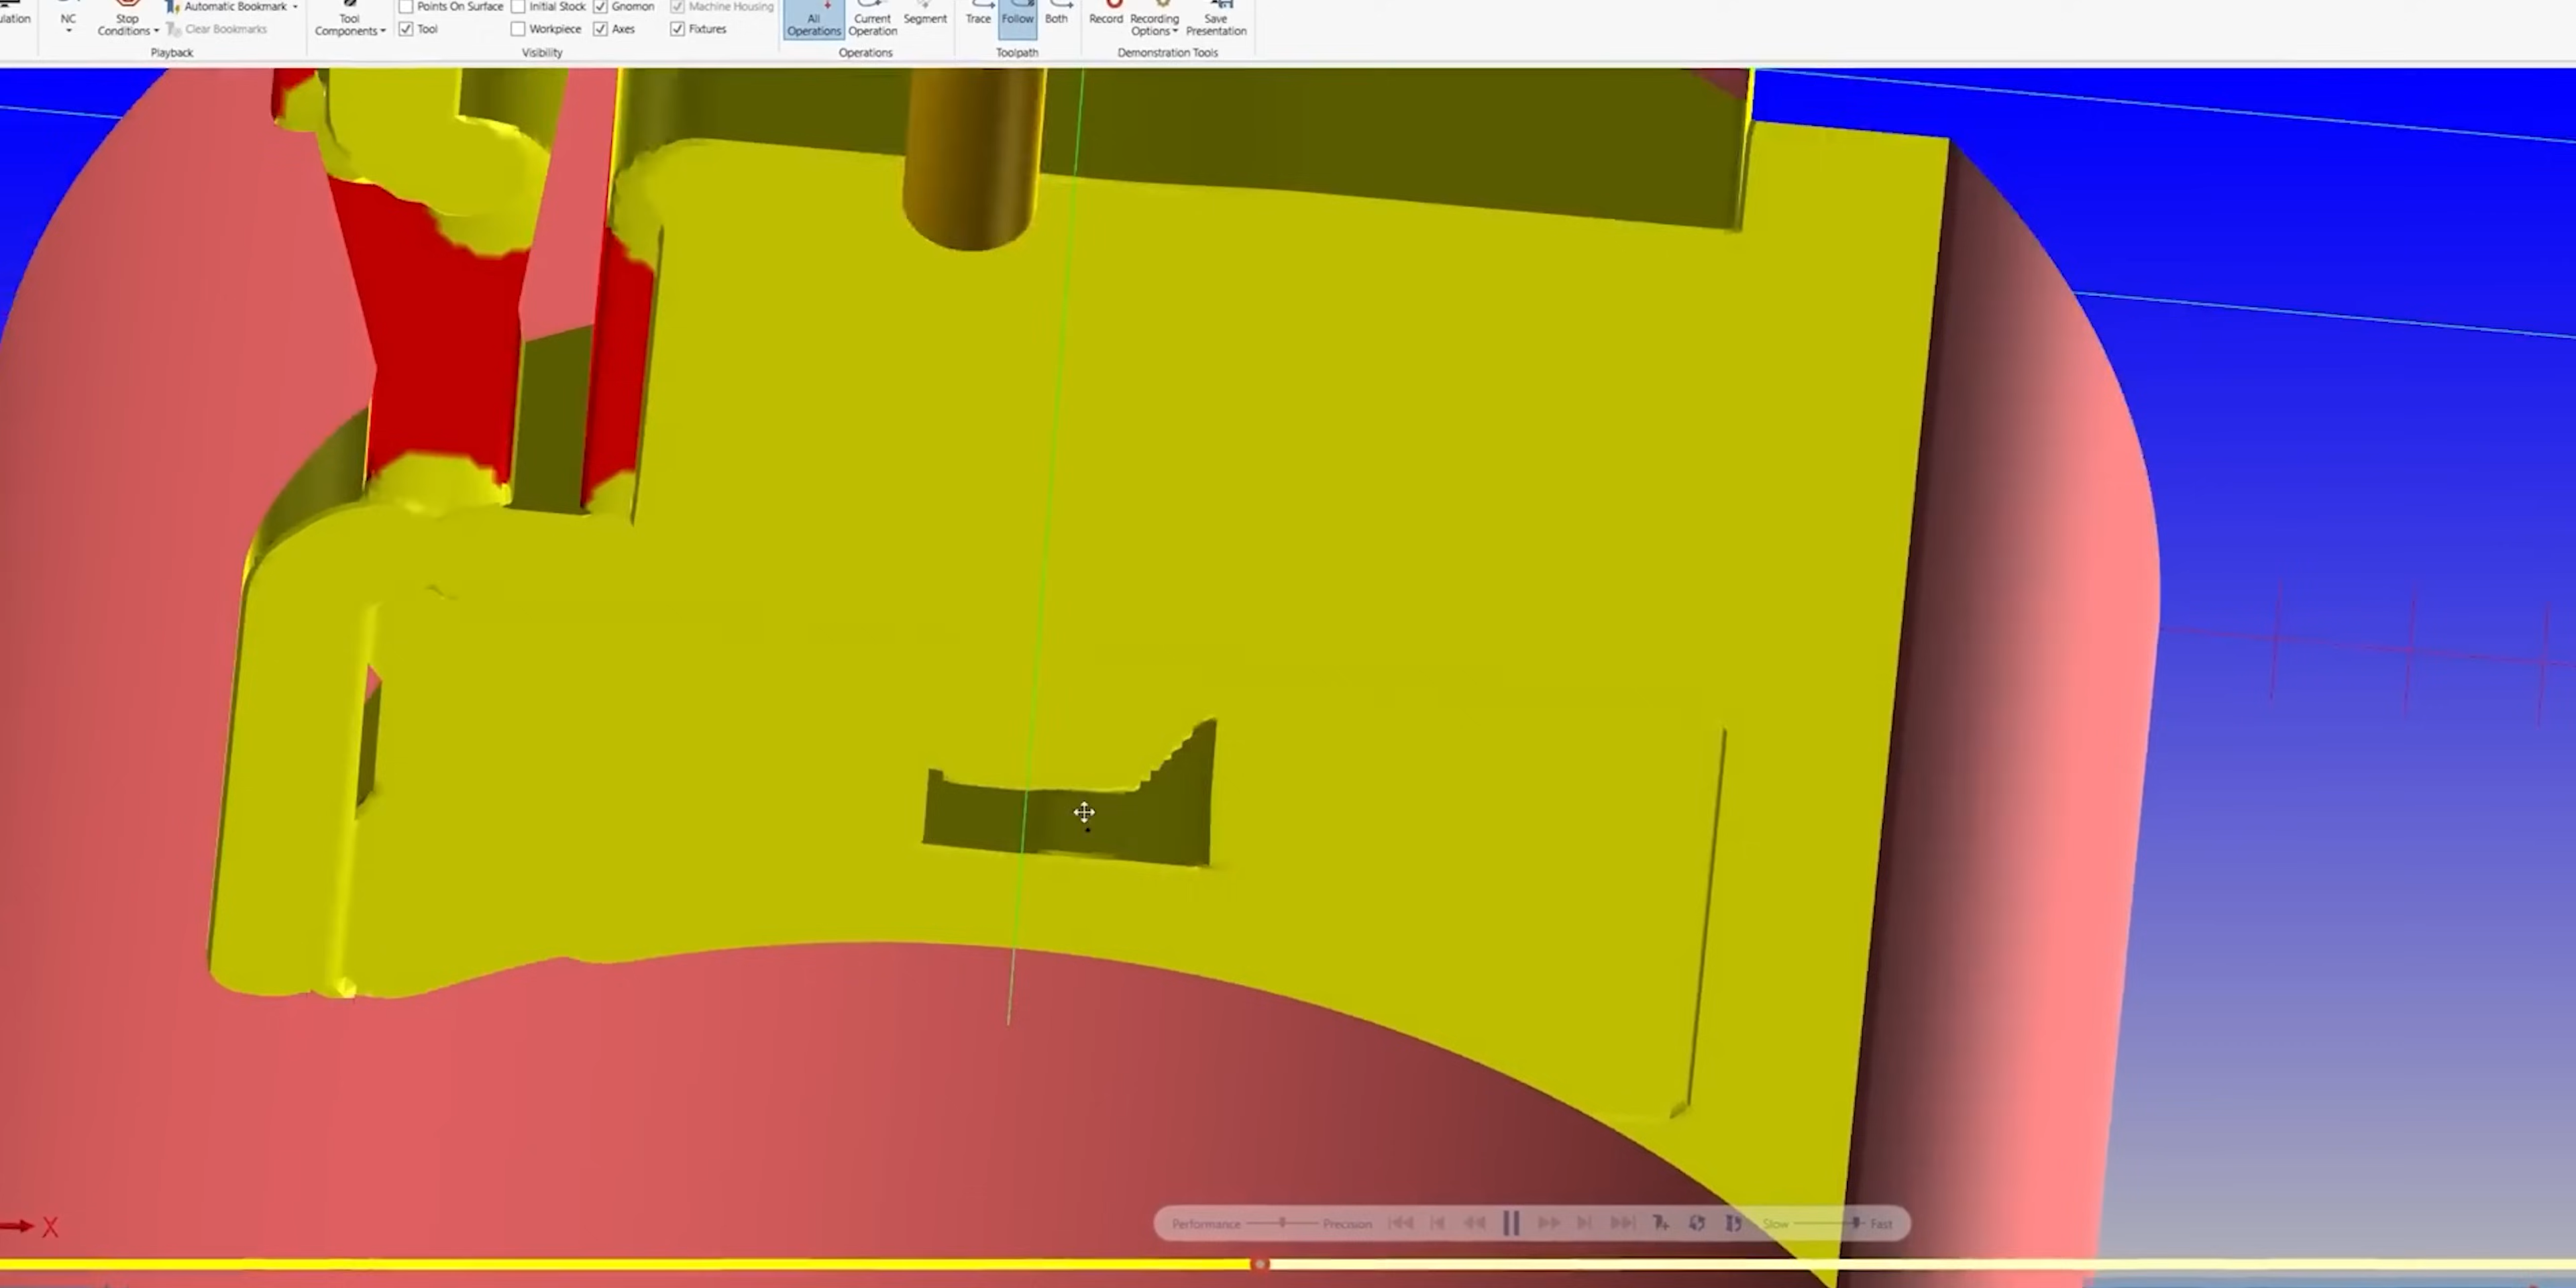 Automatic Bookmark
Points On Surface Initial Stock Gnomon Machine Housing
NC Stop Conditions Clear Bookmarks Tool Components Tool Workpiece Axes Fixtures All Operations Current Operation Segment Trace Follow Both Record Recording Options Save Presentation
Playback Visibility Operations Toolpath Demonstration Tools
X
Performance Precision Slow Fast